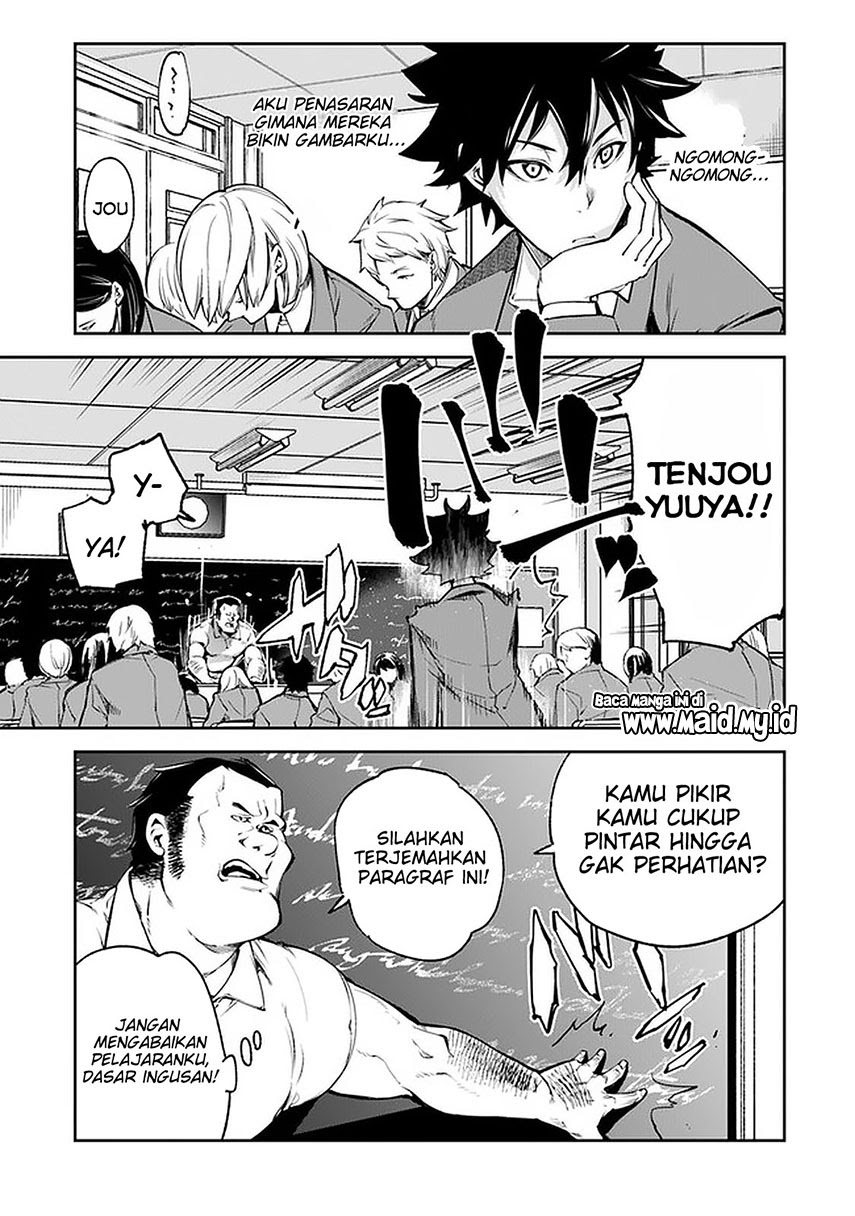 NGOMONG-
NGOMONG...
AKU PENASARAN
GIMANA MEREKA
BIKIN GAMBARKU...
JOU
TENJOU
YUUYA!!
Y-
YA!
Baca Manga ini di
www.Maid.My.id
KAMU PIKIR
KAMU CUKUP
PINTAR HINGGA
GAK PERHATIAN?
SILAHKAN
TERJEMAHKAN
PARAGRAF INI!
JANGAN
MENGABAIKAN
PELAJARANKU,
DASAR INGUSAN!